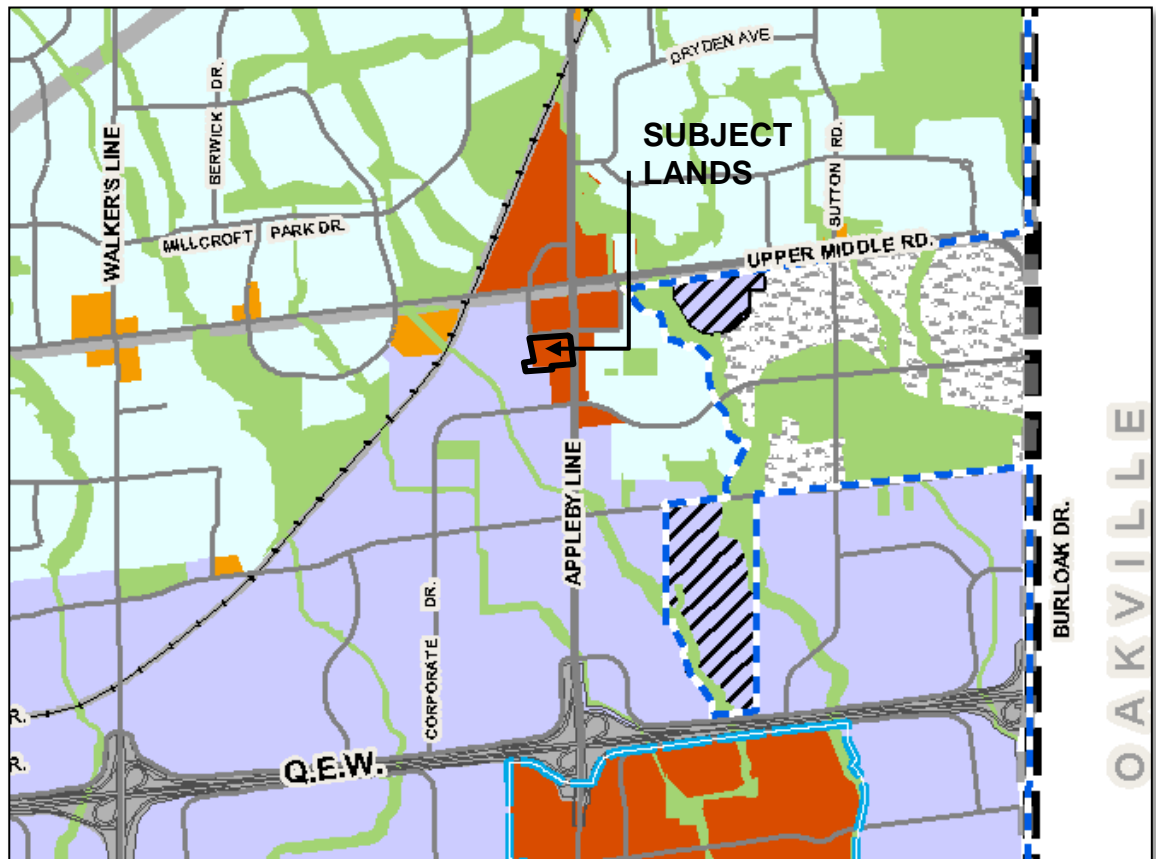 DRYDEN AVE
BERWICK DR.
SUBJECT
LANDS
WALKER'S LINE
SUTTON RD.
MILLCROFT PARK DR.
UPPER MIDDLE RD.
APPLEBY LINE
OAKVILLE
BURLOAK DR.
CORPORATE DR.
R.
R.
Q.E.W.